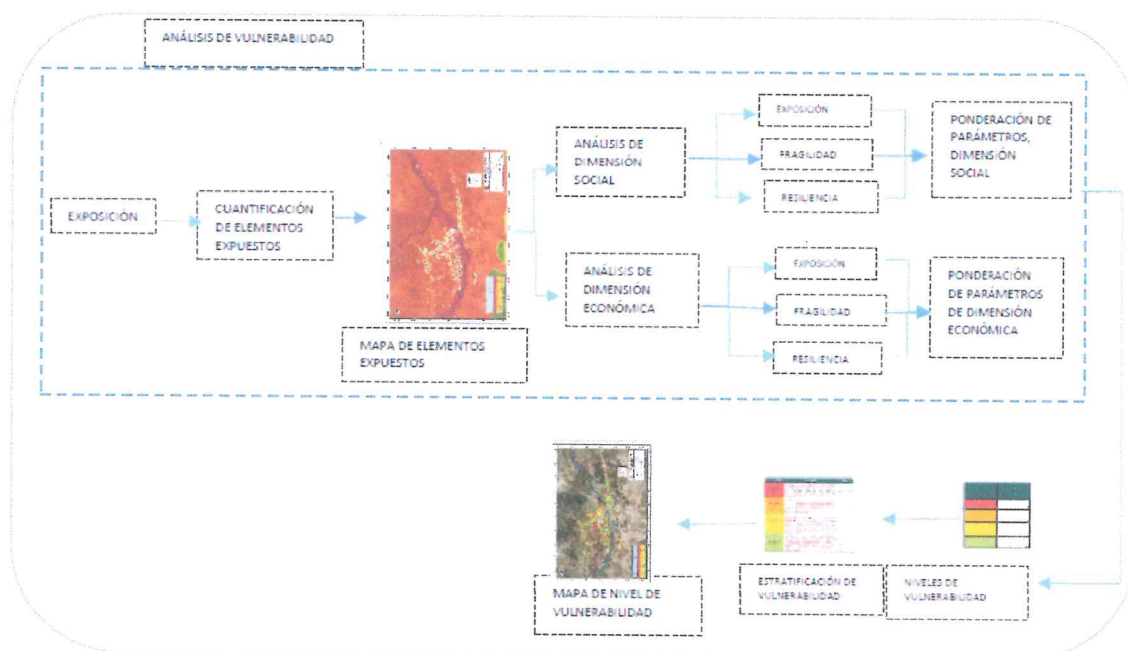 ANÁLISIS DE VULNERABILIDAD
EXPOSICIÓN
CUANTIFICACIÓN
DE ELEMENTOS
EXPUESTOS
MAPA DE ELEMENTOS
EXPUESTOS
ANÁLISIS DE
DIMENSIÓN
SOCIAL
EXPOSICIÓN
FRAGILIDAD
RESILIENCIA
PONDERACIÓN DE
PARÁMETROS,
DIMENSIÓN
SOCIAL
ANÁLISIS DE
DIMENSIÓN
ECONÓMICA
EXPOSICIÓN
FRAGILIDAD
RESILIENCIA
PONDERACIÓN
DE PARÁMETROS
DE DIMENSIÓN
ECONÓMICA
MAPA DE NIVEL DE
VULNERABILIDAD
ESTRATIFICACIÓN DE
VULNERABILIDAD
NIVELES DE
VULNERABILIDAD